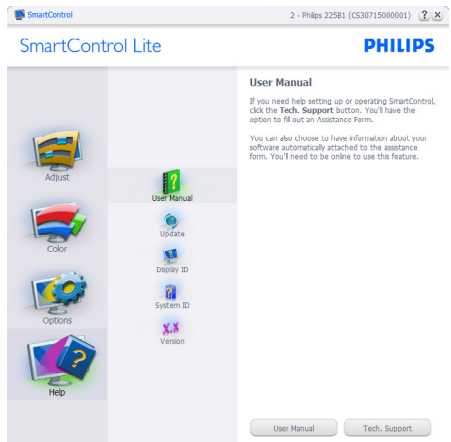 SmartControl
2 - Philips 225B1 (CS30715000001)
? X
SmartControl Lite
PHILIPS
User Manual
If you need help setting up or operating SmartControl,
click the Tech. Support button. You'll have the
option to fill out an Assistance Form.
You can also choose to have information about your
software automatically attached to the assistance
form. You'll need to be online to use this feature.
Adjust
Color
Options
Help
User Manual
Update
Display ID
System ID
X.X
Version
User Manual
Tech. Support